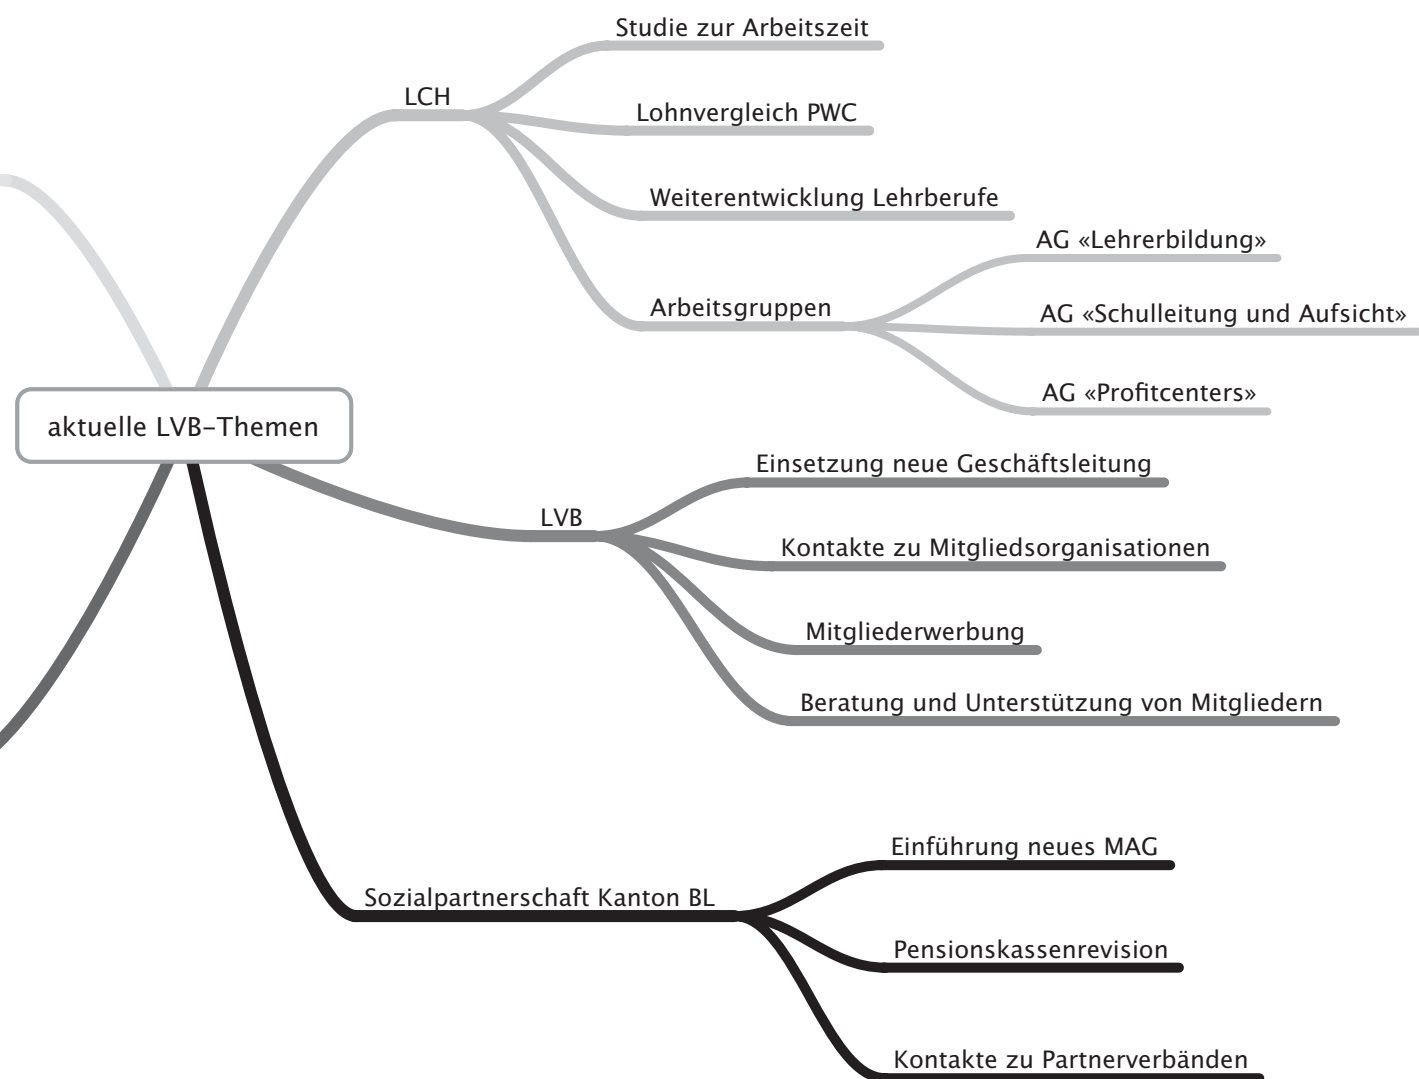 Studie zur Arbeitszeit
LCH
Lohnvergleich PWC
Weiterentwicklung Lehrberufe
AG «Lehrerbildung»
Arbeitsgruppen
AG «Schulleitung und Aufsicht»
AG «Profitcenters»
aktuelle LVB-Themen
Einsetzung neue Geschäftsleitung
LVB
Kontakte zu Mitgliedsorganisationen
Mitgliederwerbung
Beratung und Unterstützung von Mitgliedern
Einführung neues MAG
Sozialpartnerschaft Kanton BL
Pensionskassenrevision
Kontakte zu Partnerverbänden